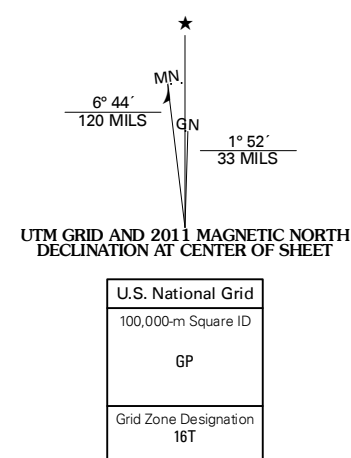 ★
MN.
6° 44´
120 MILS
GN
1° 52´
33 MILS
UTM GRID AND 2011 MAGNETIC NORTH
DECLINATION AT CENTER OF SHEET
U.S. National Grid
100,000-m Square ID
GP
Grid Zone Designation
16T